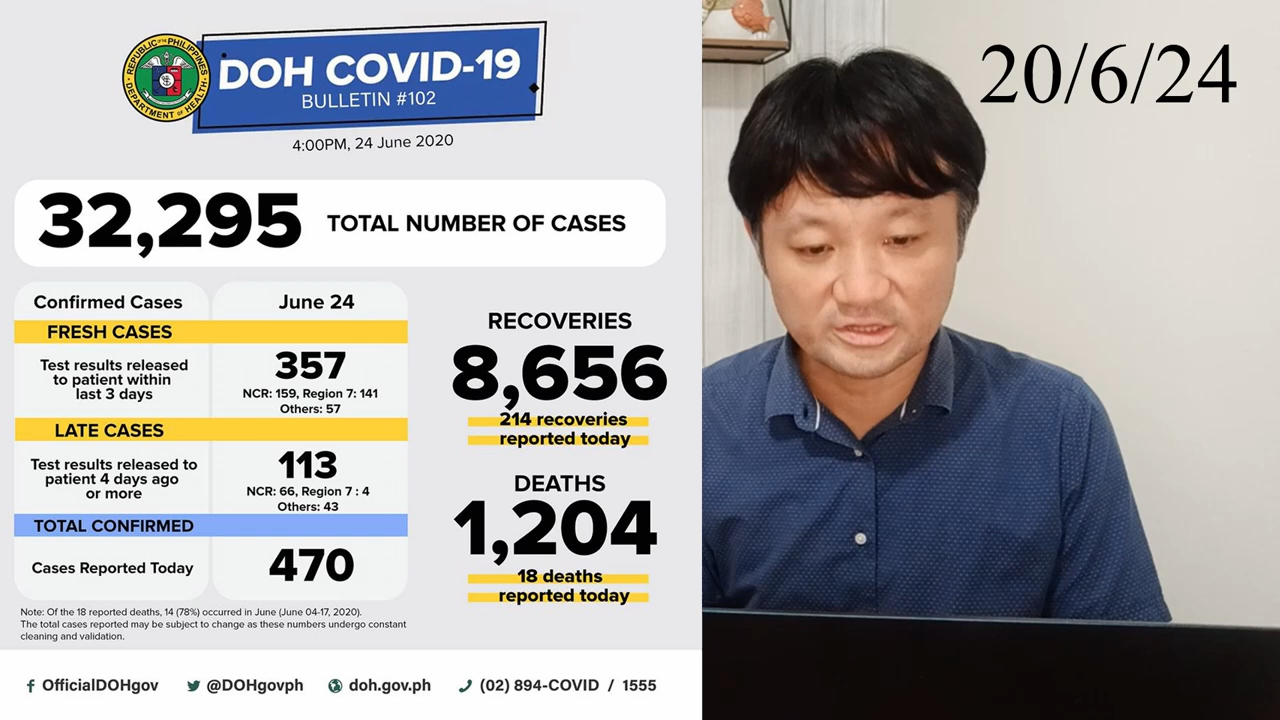 REPUBLIC OF THE PHILIPPINES
DEPARTMENT OF HEALTH
DOH COVID-19
BULLETIN #102
4:00PM, 24 June 2020
32,295 TOTAL NUMBER OF CASES
Confirmed Cases June 24
FRESH CASES
Test results released
to patient within
last 3 days
357
NCR: 159, Region 7: 141
Others: 57
LATE CASES
Test results released to
patient 4 days ago
or more
113
NCR: 66, Region 7 : 4
Others: 43
TOTAL CONFIRMED
Cases Reported Today 470
Note: Of the 18 reported deaths, 14 (78%) occurred in June (June 04-17, 2020).
The total cases reported may be subject to change as these numbers undergo constant
cleaning and validation.
RECOVERIES
8,656
214 recoveries
reported today
DEATHS
1,204
18 deaths
reported today
OfficialDOHgov @DOHgovph doh.gov.ph (02) 894-COVID / 1555
20/6/24